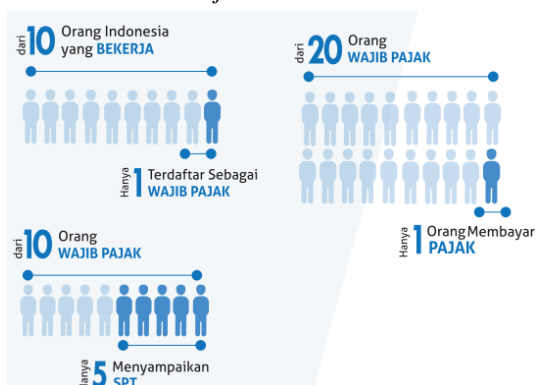 dari 10 Orang Indonesia
yang BEKERJA
Hanya 1 Terdaftar Sebagai
WAJIB PAJAK
dari 20 Orang
WAJIB PAJAK
Hanya 1 Orang Membayar
PAJAK
dari 10 Orang
WAJIB PAJAK
Hanya 5 Menyampaikan
SPT